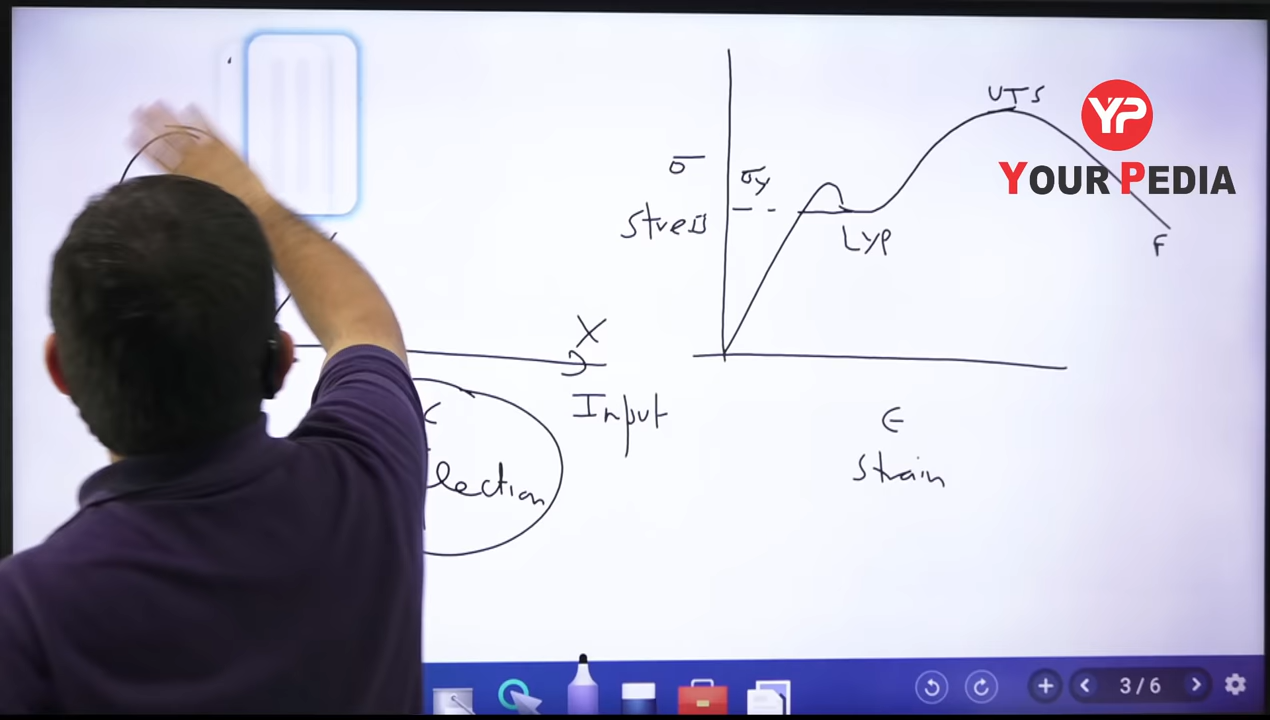 UTS
YP
YOUR PEDIA
σ
σy
Stress
LYP
F
X
Input
ϵ
Strain
lection
3/6